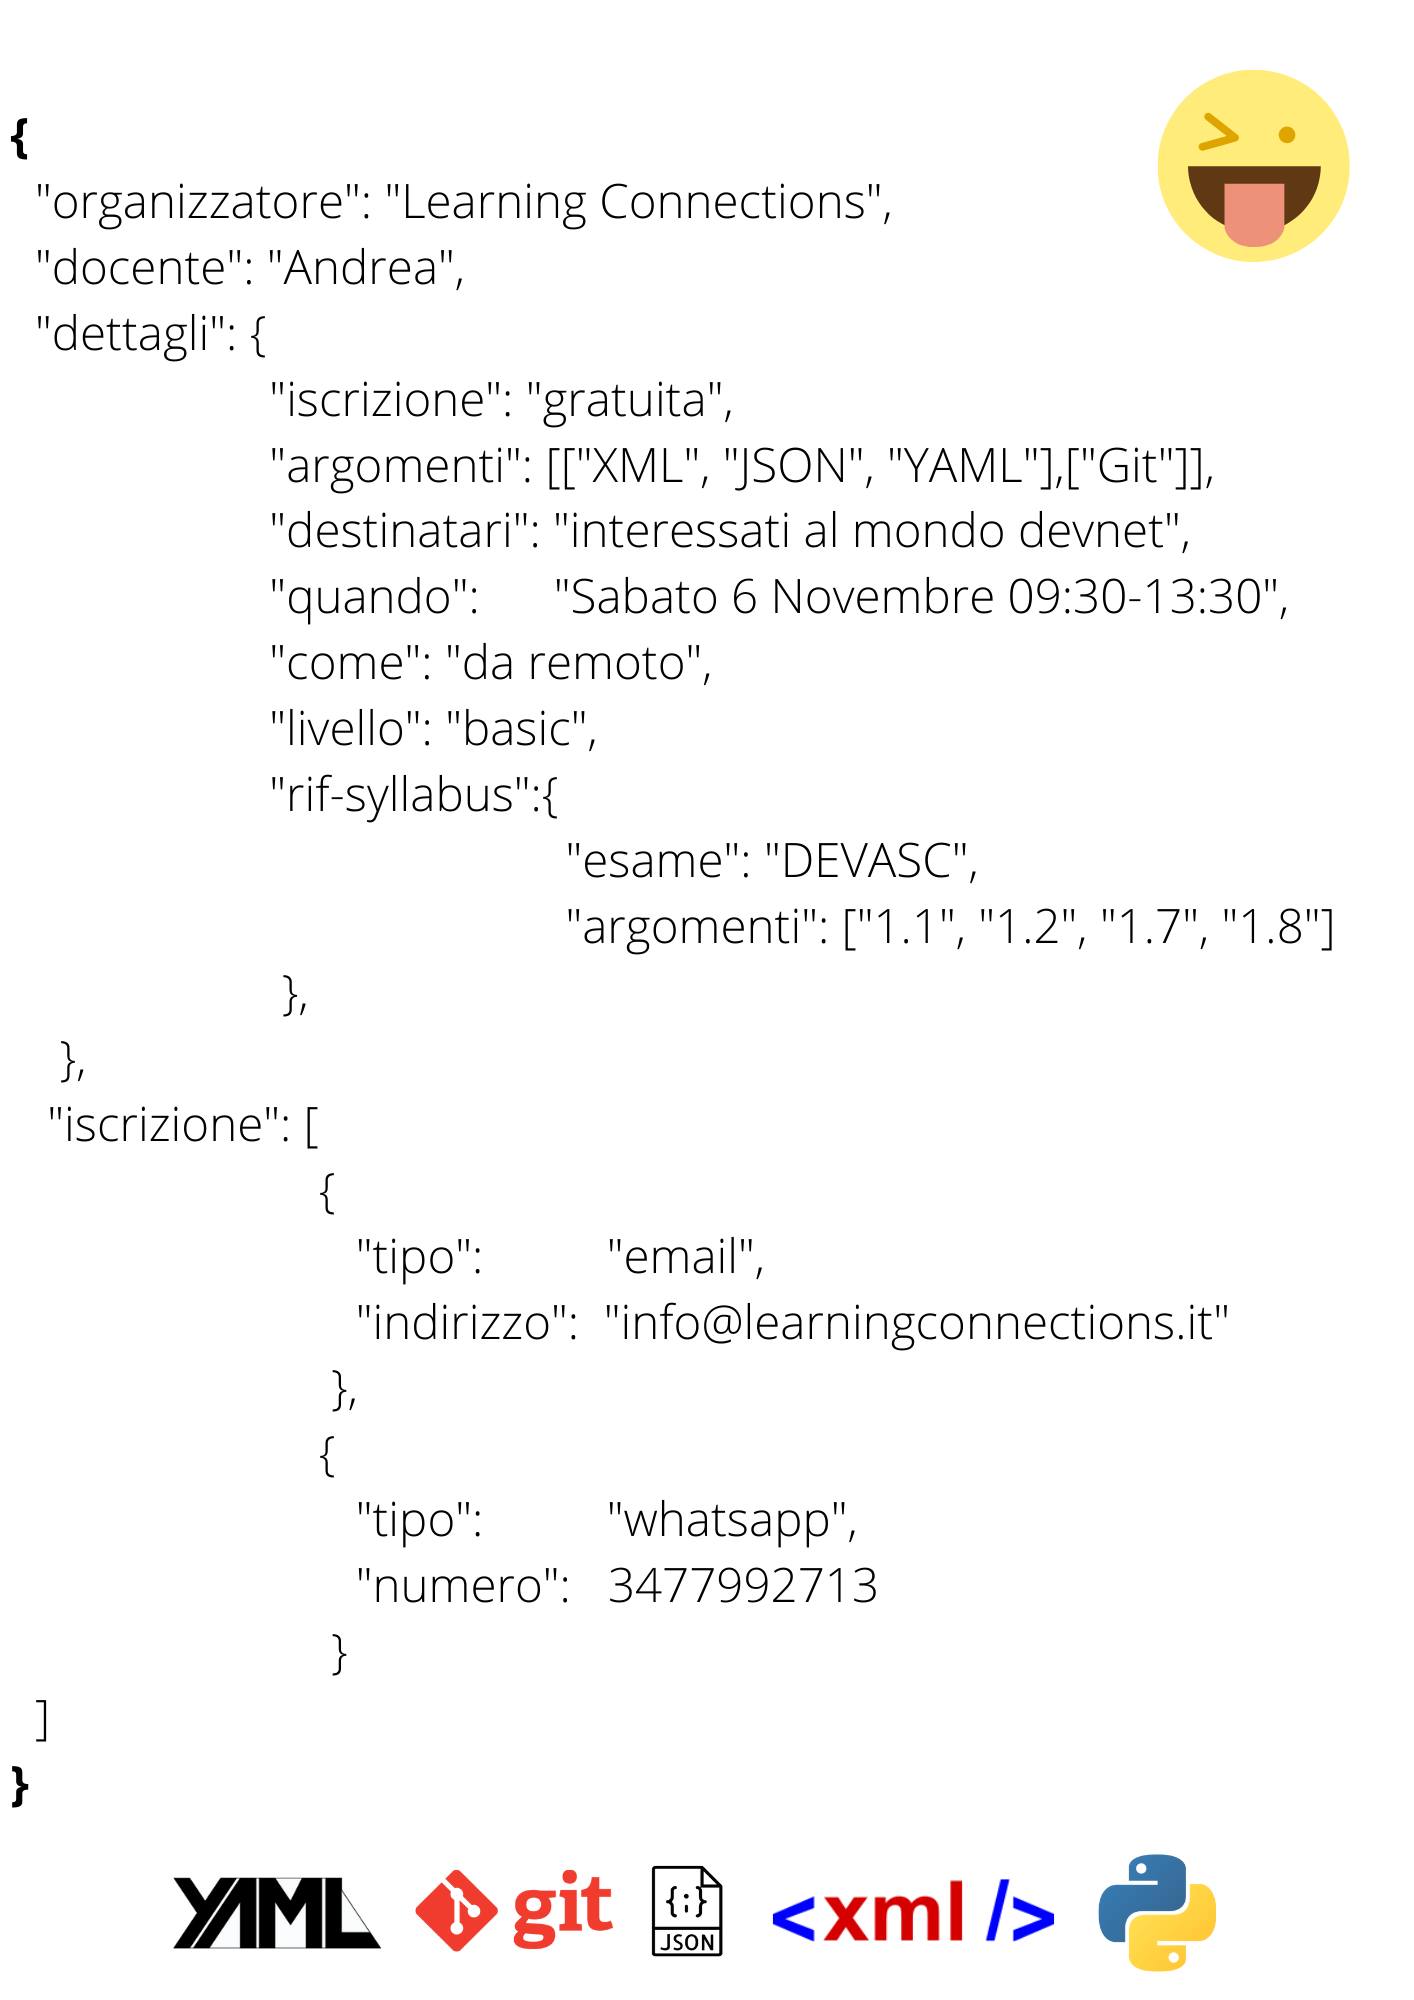 {
"organizzatore": "Learning Connections",
"docente": "Andrea",
"dettagli": {
"iscrizione": "gratuita",
"argomenti": [["XML", "JSON", "YAML"],["Git"]],
"destinatari": "interessati al mondo devnet",
"quando": "Sabato 6 Novembre 09:30-13:30",
"come": "da remoto",
"livello": "basic",
"rif-syllabus":{
"esame": "DEVASC",
"argomenti": ["1.1", "1.2", "1.7", "1.8"]
},
},
"iscrizione": [
{
"tipo": "email",
"indirizzo": "info@learningconnections.it"
},
{
"tipo": "whatsapp",
"numero": 3477992713
}
]
}
YAML git {:} JSON <xml />